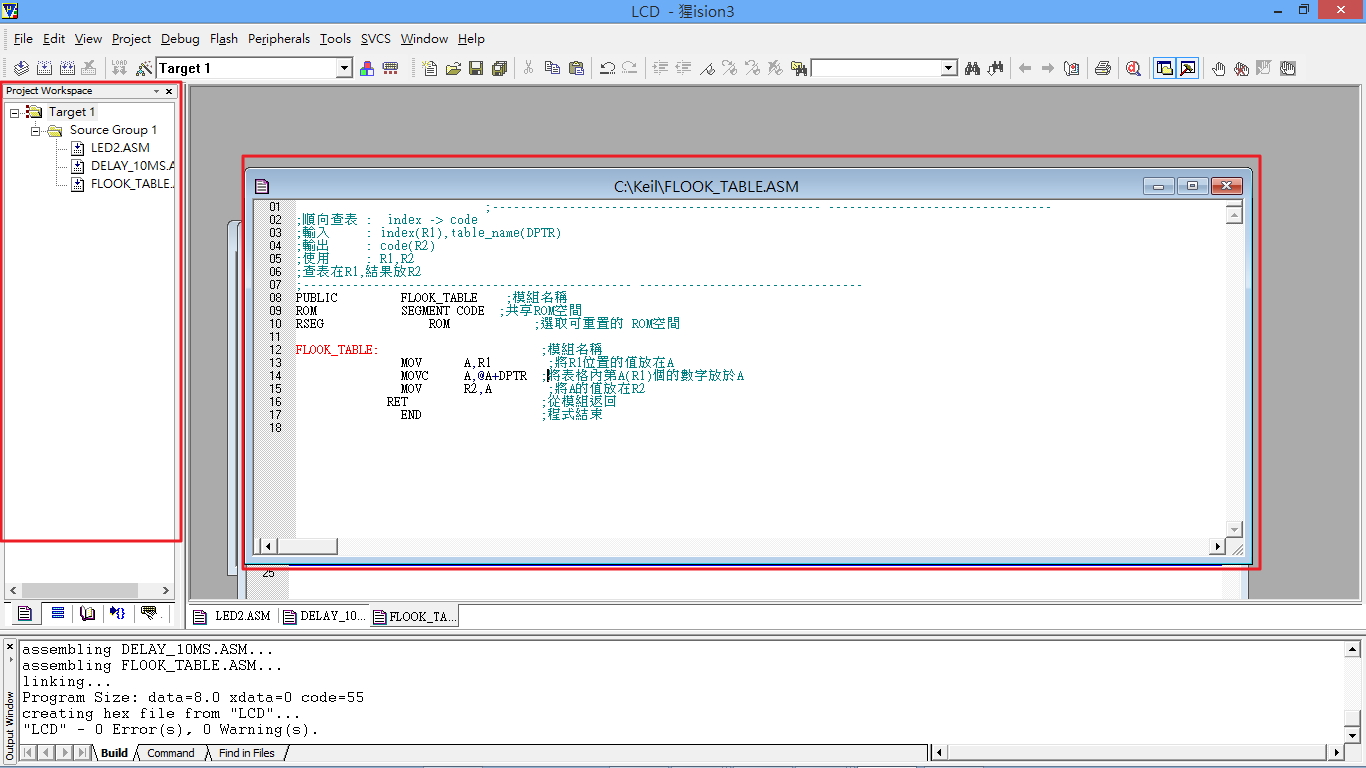 LCD - 猩ision3
File Edit View Project Debug Flash Peripherals Tools SVCS Window Help
LOAD Target 1
Project Workspace
Target 1
Source Group 1
LED2.ASM
DELAY_10MS.A
FLOOK_TABLE.
C:\Keil\FLOOK_TABLE.ASM
01 ;----------------------------------------------- --------------------------------
02 ;順向查表 : index -> code
03 ;輸入 : index(R1),table_name(DPTR)
04 ;輸出 : code(R2)
05 ;使用 : R1,R2
06 ;查表在R1,結果放R2
07 ;----------------------------------------------- --------------------------------
08 PUBLIC FLOOK_TABLE ;模組名稱
09 ROM SEGMENT CODE ;共享ROM空間
10 RSEG ROM ;選取可重置的 ROM空間
11
12 FLOOK_TABLE: ;模組名稱
13 MOV A,R1 ;將R1位置的值放在A
14 MOVC A,@A+DPTR ;將表格內第A(R1)個的數字放於A
15 MOV R2,A ;將A的值放在R2
16 RET ;從模組返回
17 END ;程式結束
18
25
LED2.ASM DELAY_10... FLOOK_TA...
assembling DELAY_10MS.ASM...
assembling FLOOK_TABLE.ASM...
linking...
Program Size: data=8.0 xdata=0 code=55
creating hex file from "LCD"...
"LCD" - 0 Error(s), 0 Warning(s).
Output Window
Build Command Find in Files